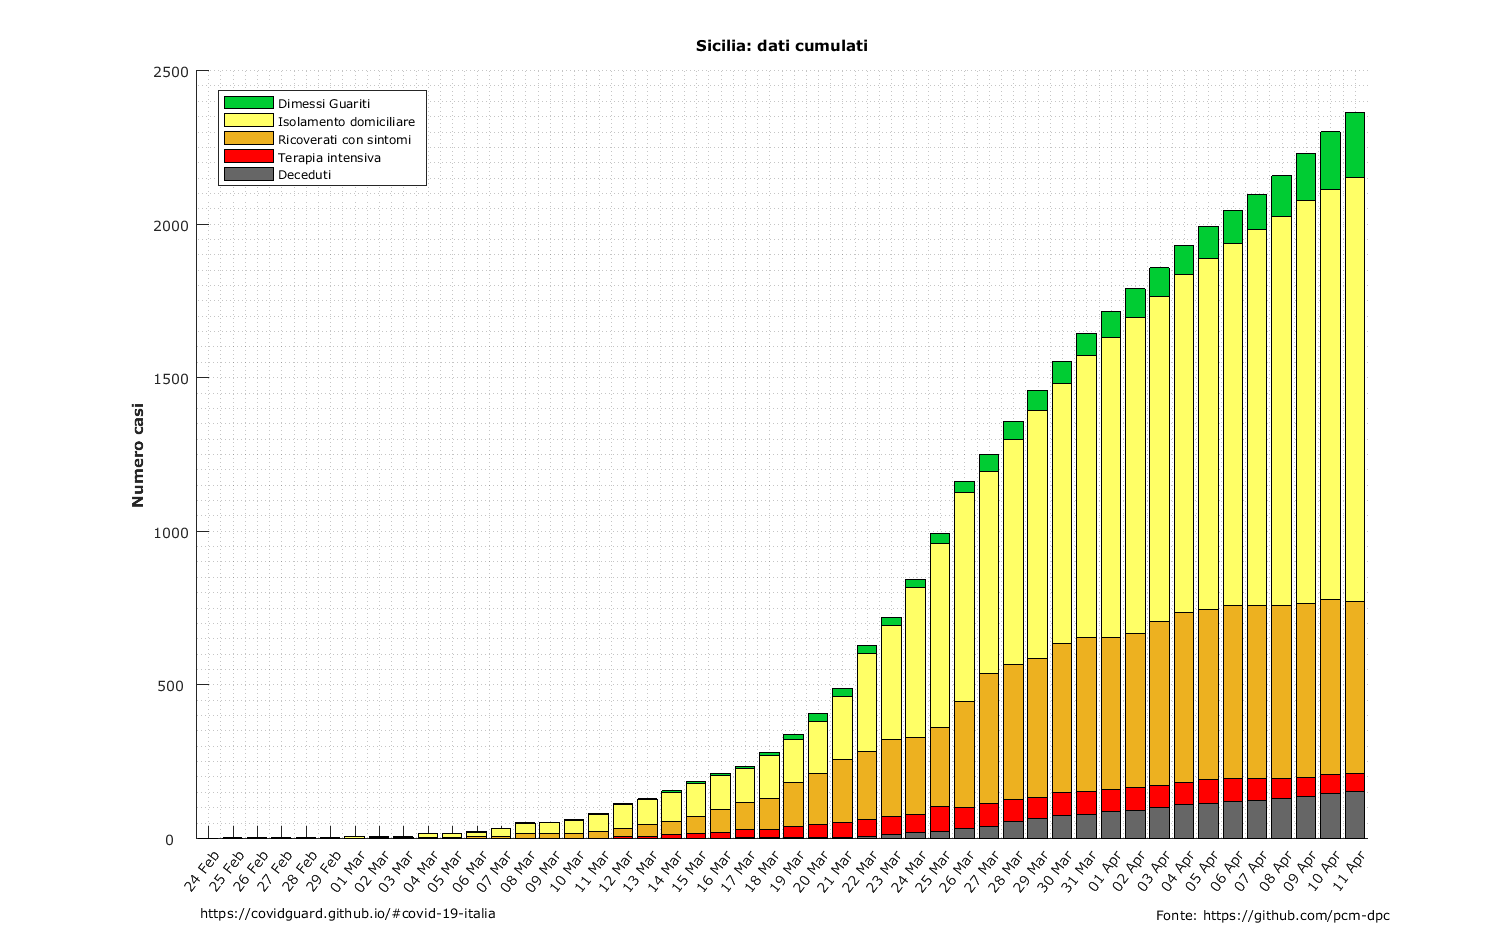 Sicilia: dati cumulati
2500
2000
1500
1000
500
0
Numero casi
Dimessi Guariti
Isolamento domiciliare
Ricoverati con sintomi
Terapia intensiva
Deceduti
24 Feb
25 Feb
26 Feb
27 Feb
28 Feb
29 Feb
01 Mar
02 Mar
03 Mar
04 Mar
05 Mar
06 Mar
07 Mar
08 Mar
09 Mar
10 Mar
11 Mar
12 Mar
13 Mar
14 Mar
15 Mar
16 Mar
17 Mar
18 Mar
19 Mar
20 Mar
21 Mar
22 Mar
23 Mar
24 Mar
25 Mar
26 Mar
27 Mar
28 Mar
29 Mar
30 Mar
31 Mar
01 Apr
02 Apr
03 Apr
04 Apr
05 Apr
06 Apr
07 Apr
08 Apr
09 Apr
10 Apr
11 Apr
https://covidguard.github.io/#covid-19-italia
Fonte: https://github.com/pcm-dpc